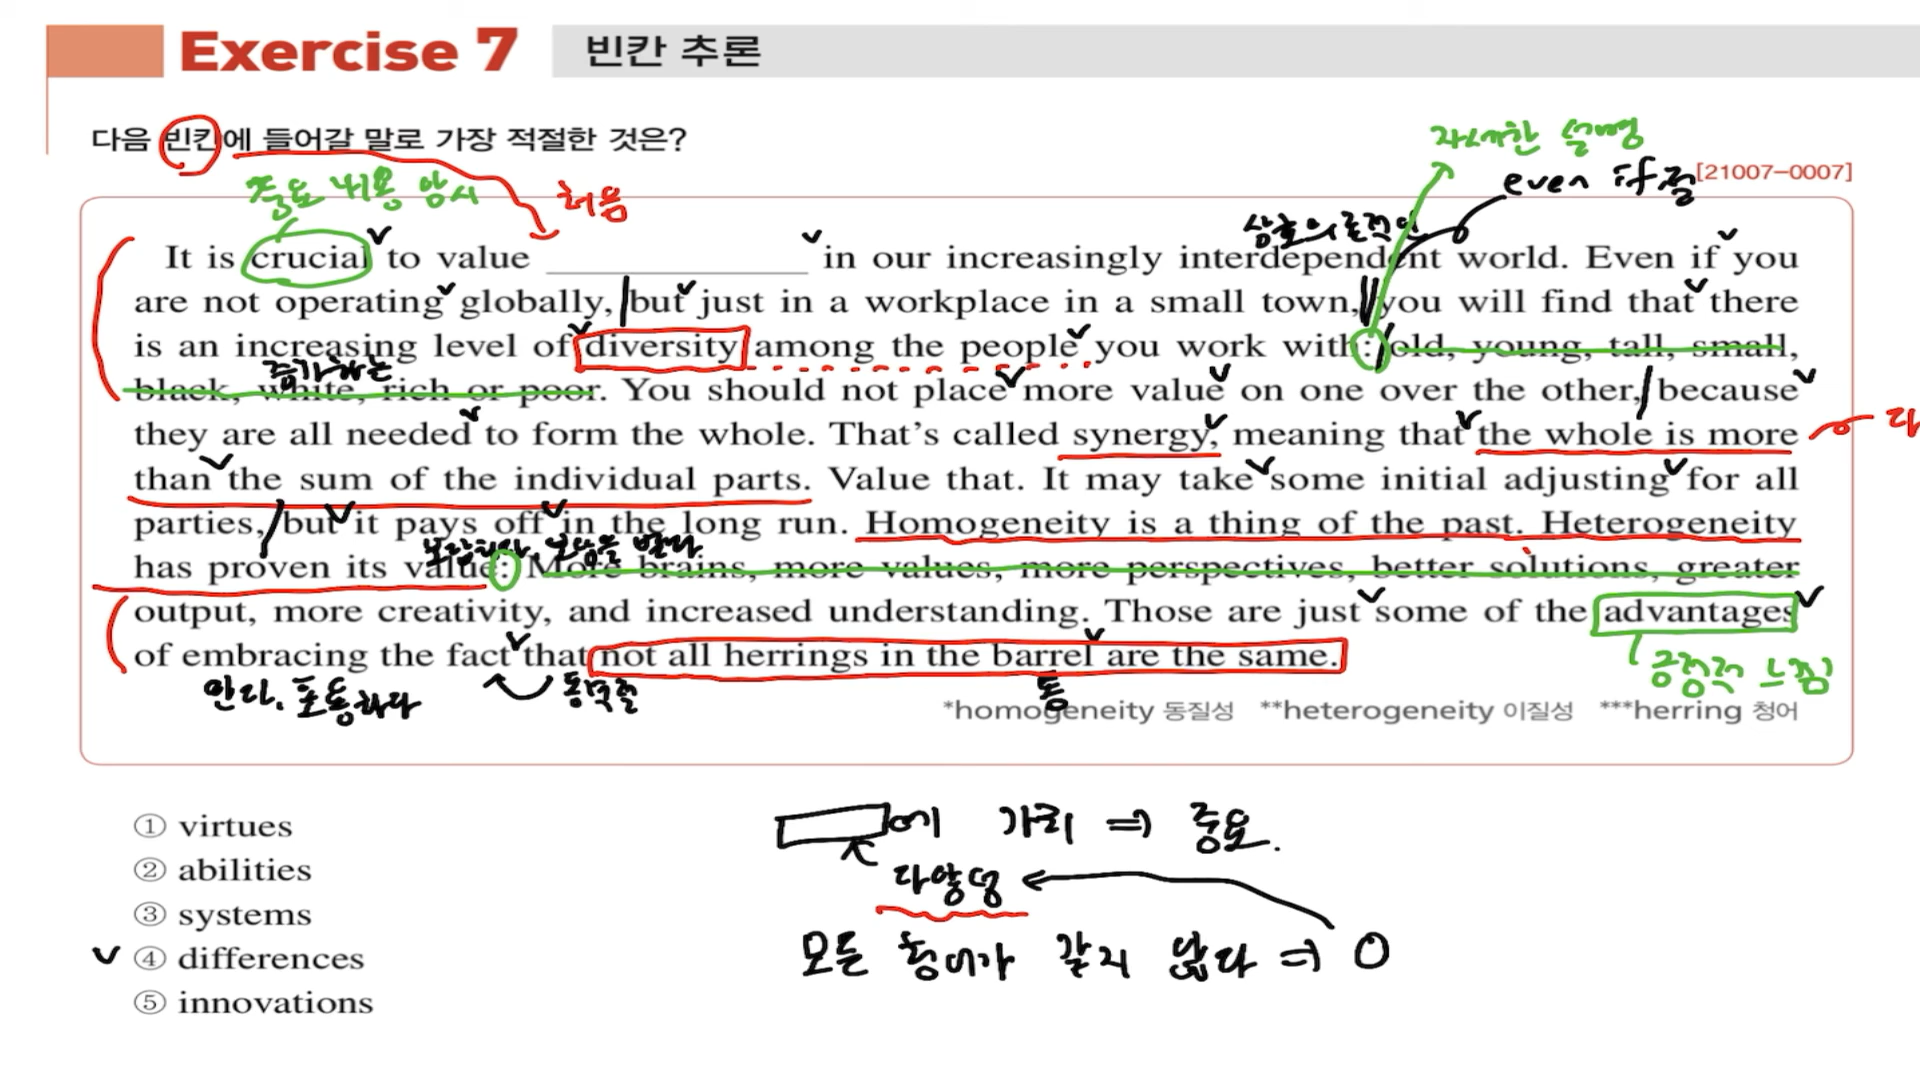 Exercise 7 빈칸 추론
다음 빈칸에 들어갈 말로 가장 적절한 것은?
자세한 설명
even if절
[21007–0007]
중요 내용 암시
처음
상호의존적인
It is crucial to value ______________ in our increasingly interdependent world. Even if you
are not operating globally, but just in a workplace in a small town, you will find that there
is an increasing level of diversity among the people you work with: old, young, tall, small,
증가하는
black, white, rich or poor. You should not place more value on one over the other, because
they are all needed to form the whole. That's called synergy, meaning that the whole is more
than the sum of the individual parts. Value that. It may take some initial adjusting for all
parties, but it pays off in the long run. Homogeneity is a thing of the past. Heterogeneity
has proven its value: More brains, more values, more perspectives, better solutions, greater
output, more creativity, and increased understanding. Those are just some of the advantages
of embracing the fact that not all herrings in the barrel are the same.
안다, 포용하다
동격절
통
긍정적 느낌
*homogeneity 동질성 **heterogeneity 이질성 ***herring 청어
① virtues
② abilities
③ systems
④ differences
⑤ innovations
에 가치 ⇒ 중요.
다양성
모든 청어가 같지 않다 ⇒ O